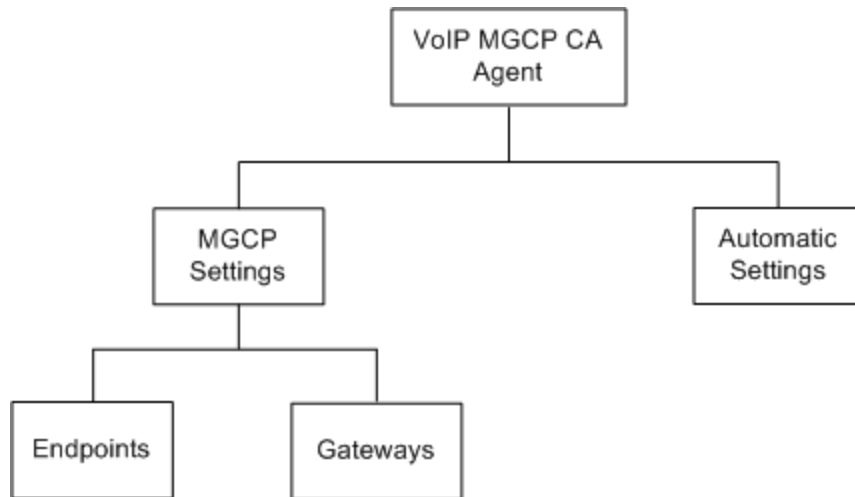 VoIP MGCP CA
Agent
MGCP
Settings
Automatic
Settings
Endpoints
Gateways